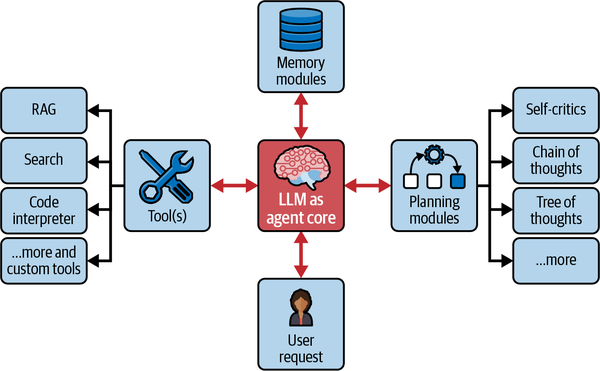 Memory
modules
RAG
Search
Code
interpreter
...more and
custom tools
Tool(s)
LLM as
agent core
Planning
modules
Self-critics
Chain of
thoughts
Tree of
thoughts
...more
User
request